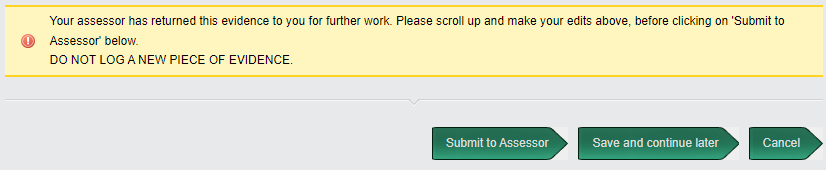 Your assessor has returned this evidence to you for further work. Please scroll up and make your edits above, before clicking on 'Submit to
Assessor' below.
DO NOT LOG A NEW PIECE OF EVIDENCE.
Submit to Assessor
Save and continue later
Cancel